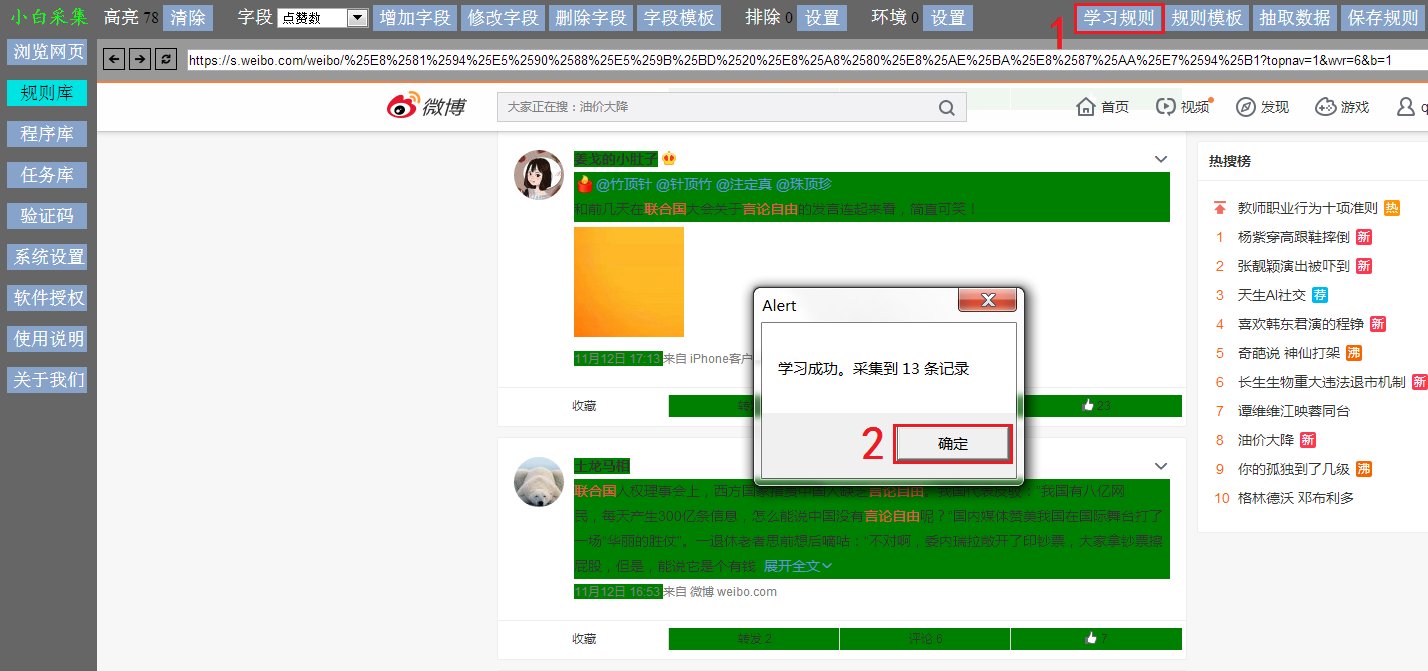 小白采集 高亮 78 清除 字段 点赞数 增加字段 修改字段 删除字段 字段模板 排除 0 设置 环境 0 设置 学习规则 规则模板 抽取数据 保存规则
1
浏览网页
https://s.weibo.com/weibo/%25E8%2581%2594%25E5%2590%2588%25E5%259B%25BD%2520%25E8%25A8%2580%25E8%25AE%25BA%25E8%2587%25AA%25E7%2594%25B1?topnav=1&wvr=6&b=1
规则库
程序库
任务库
验证码
系统设置
软件授权
使用说明
关于我们
微博 大家正在搜：油价大降 首页 视频 发现 游戏
姜戈的小肚子
@竹顶针 @针顶竹 @注定真 @珠顶珍
和前几天在联合国大会关于言论自由的发言连起来看，简直可笑！
11月12日 17:13 来自 iPhone客户
收藏 转 23
Alert
学习成功。采集到 13 条记录
2 确定
土龙马相
联合国人权理事会上，西方国家指责中国人缺乏言论自由。我国代表反驳："我国有八亿网
民，每天产生300亿条信息，怎么能说中国没有言论自由呢？"国内媒体赞美我国在国际舞台打了
一场"华丽的胜仗"。一退休老者思前想后嘀咕："不对啊，委内瑞拉敞开了印钞票，大家拿钞票擦
屁股，但是，能说它是个有钱 展开全文
11月12日 16:53 来自 微博 weibo.com
收藏 转发 2 评论 6 7
热搜榜
教师职业行为十项准则 热
1 杨紫穿高跟鞋摔倒 新
2 张靓颖演出被吓到 新
3 天生AI社交 荐
4 喜欢韩东君演的程铮 新
5 奇葩说 神仙打架 沸
6 长生生物重大违法退市机制 新
7 谭维维江映蓉同台
8 油价大降 新
9 你的孤独到了几级 沸
10 格林德沃 邓布利多